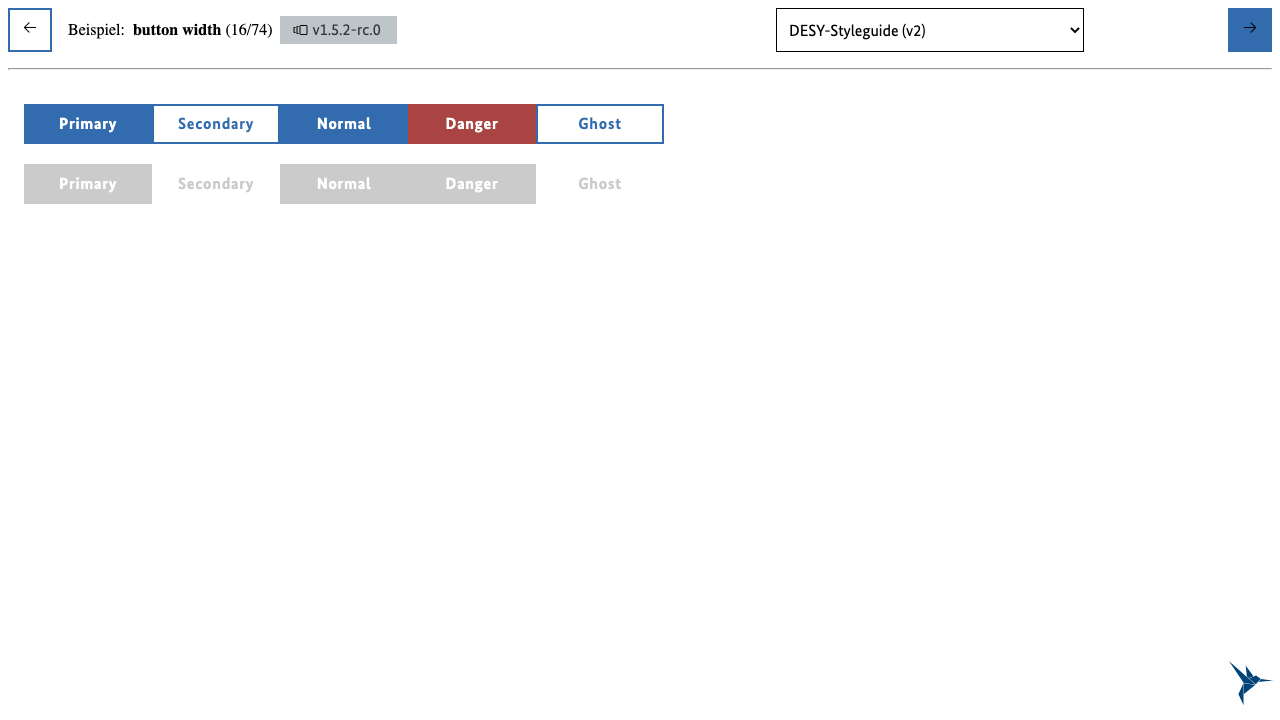 Beispiel: button width (16/74) v1.5.2-rc.0 DESY-Styleguide (v2)
Primary Secondary Normal Danger Ghost
Primary Secondary Normal Danger Ghost